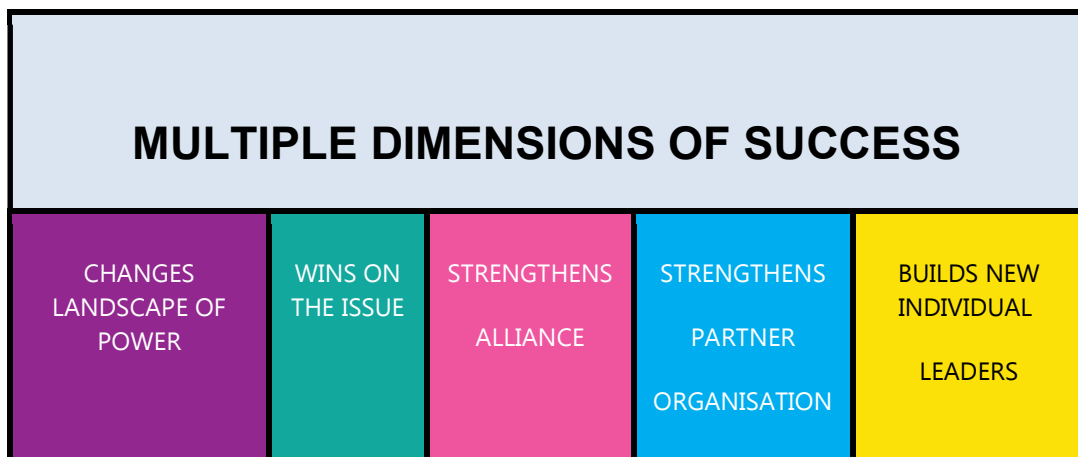 MULTIPLE DIMENSIONS OF SUCCESS
CHANGES
LANDSCAPE OF
POWER
WINS ON
THE ISSUE
STRENGTHENS
ALLIANCE
STRENGTHENS
PARTNER
ORGANISATION
BUILDS NEW
INDIVIDUAL
LEADERS